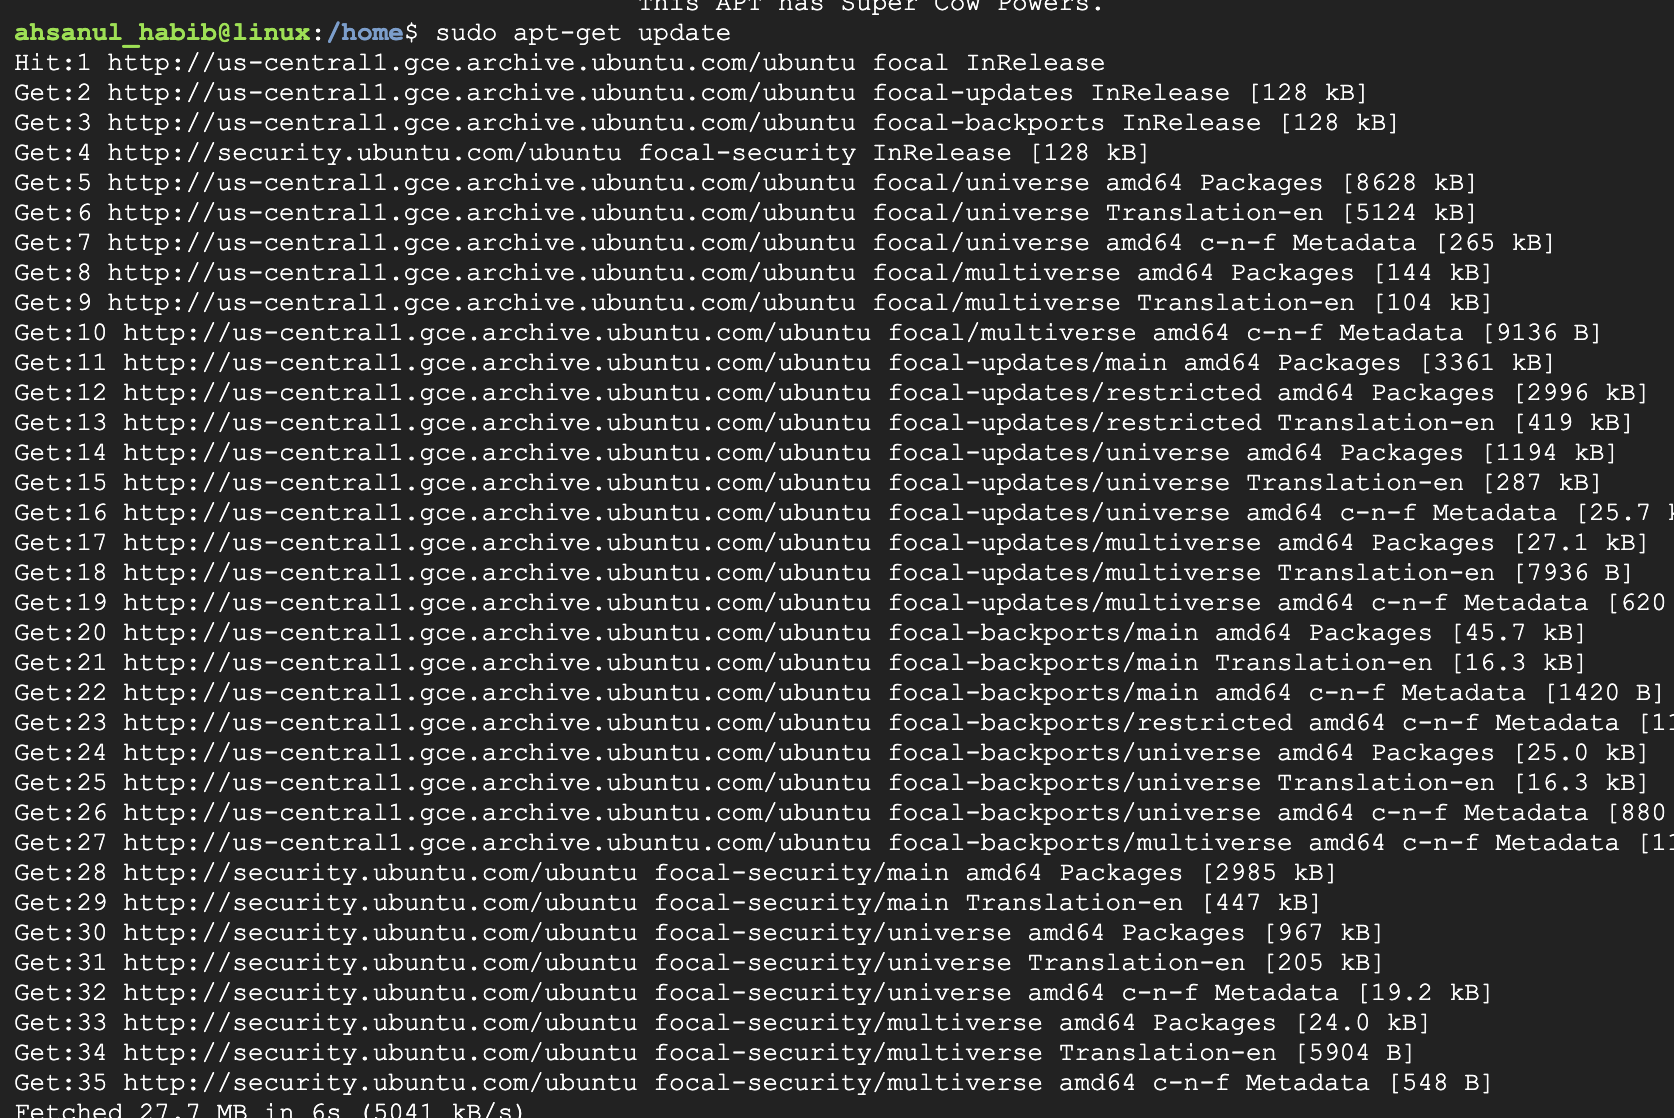 This APT has Super Cow Powers.
ahsanul_habib@linux:/home$ sudo apt-get update
Hit:1 http://us-central1.gce.archive.ubuntu.com/ubuntu focal InRelease
Get:2 http://us-central1.gce.archive.ubuntu.com/ubuntu focal-updates InRelease [128 kB]
Get:3 http://us-central1.gce.archive.ubuntu.com/ubuntu focal-backports InRelease [128 kB]
Get:4 http://security.ubuntu.com/ubuntu focal-security InRelease [128 kB]
Get:5 http://us-central1.gce.archive.ubuntu.com/ubuntu focal/universe amd64 Packages [8628 kB]
Get:6 http://us-central1.gce.archive.ubuntu.com/ubuntu focal/universe Translation-en [5124 kB]
Get:7 http://us-central1.gce.archive.ubuntu.com/ubuntu focal/universe amd64 c-n-f Metadata [265 kB]
Get:8 http://us-central1.gce.archive.ubuntu.com/ubuntu focal/multiverse amd64 Packages [144 kB]
Get:9 http://us-central1.gce.archive.ubuntu.com/ubuntu focal/multiverse Translation-en [104 kB]
Get:10 http://us-central1.gce.archive.ubuntu.com/ubuntu focal/multiverse amd64 c-n-f Metadata [9136 B]
Get:11 http://us-central1.gce.archive.ubuntu.com/ubuntu focal-updates/main amd64 Packages [3361 kB]
Get:12 http://us-central1.gce.archive.ubuntu.com/ubuntu focal-updates/restricted amd64 Packages [2996 kB]
Get:13 http://us-central1.gce.archive.ubuntu.com/ubuntu focal-updates/restricted Translation-en [419 kB]
Get:14 http://us-central1.gce.archive.ubuntu.com/ubuntu focal-updates/universe amd64 Packages [1194 kB]
Get:15 http://us-central1.gce.archive.ubuntu.com/ubuntu focal-updates/universe Translation-en [287 kB]
Get:16 http://us-central1.gce.archive.ubuntu.com/ubuntu focal-updates/universe amd64 c-n-f Metadata [25.7
Get:17 http://us-central1.gce.archive.ubuntu.com/ubuntu focal-updates/multiverse amd64 Packages [27.1 kB]
Get:18 http://us-central1.gce.archive.ubuntu.com/ubuntu focal-updates/multiverse Translation-en [7936 B]
Get:19 http://us-central1.gce.archive.ubuntu.com/ubuntu focal-updates/multiverse amd64 c-n-f Metadata [620
Get:20 http://us-central1.gce.archive.ubuntu.com/ubuntu focal-backports/main amd64 Packages [45.7 kB]
Get:21 http://us-central1.gce.archive.ubuntu.com/ubuntu focal-backports/main Translation-en [16.3 kB]
Get:22 http://us-central1.gce.archive.ubuntu.com/ubuntu focal-backports/main amd64 c-n-f Metadata [1420 B]
Get:23 http://us-central1.gce.archive.ubuntu.com/ubuntu focal-backports/restricted amd64 c-n-f Metadata [11
Get:24 http://us-central1.gce.archive.ubuntu.com/ubuntu focal-backports/universe amd64 Packages [25.0 kB]
Get:25 http://us-central1.gce.archive.ubuntu.com/ubuntu focal-backports/universe Translation-en [16.3 kB]
Get:26 http://us-central1.gce.archive.ubuntu.com/ubuntu focal-backports/universe amd64 c-n-f Metadata [880
Get:27 http://us-central1.gce.archive.ubuntu.com/ubuntu focal-backports/multiverse amd64 c-n-f Metadata [11
Get:28 http://security.ubuntu.com/ubuntu focal-security/main amd64 Packages [2985 kB]
Get:29 http://security.ubuntu.com/ubuntu focal-security/main Translation-en [447 kB]
Get:30 http://security.ubuntu.com/ubuntu focal-security/universe amd64 Packages [967 kB]
Get:31 http://security.ubuntu.com/ubuntu focal-security/universe Translation-en [205 kB]
Get:32 http://security.ubuntu.com/ubuntu focal-security/universe amd64 c-n-f Metadata [19.2 kB]
Get:33 http://security.ubuntu.com/ubuntu focal-security/multiverse amd64 Packages [24.0 kB]
Get:34 http://security.ubuntu.com/ubuntu focal-security/multiverse Translation-en [5904 B]
Get:35 http://security.ubuntu.com/ubuntu focal-security/multiverse amd64 c-n-f Metadata [548 B]
Fetched 27.7 MB in 6s (5041 kB/s)